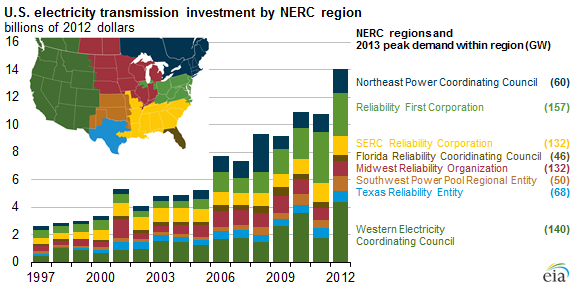 U.S. electricity transmission investment by NERC region
billions of 2012 dollars
NERC regions and
2013 peak demand within region (GW)
16
14
12
10
8
6
4
2
0
1997
2000
2003
2006
2009
2012
Northeast Power Coordinating Council (60)
Reliability First Corporation (157)
SERC Reliability Corporation (132)
Florida Reliability Coordinating Council (46)
Midwest Reliability Organization (132)
Southwest Power Pool Regional Entity (50)
Texas Reliability Entity (68)
Western Electricity (140)
Coordinating Council
eia